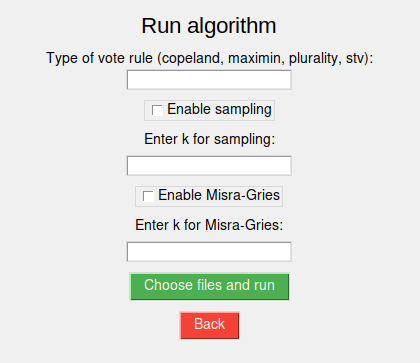 Run algorithm
Type of vote rule (copeland, maximin, plurality, stv):
Enable sampling
Enter k for sampling:
Enable Misra-Gries
Enter k for Misra-Gries:
Choose files and run
Back